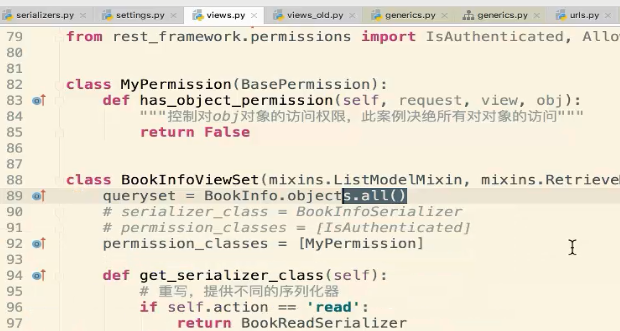 serializers.py settings.py views.py views_old.py generics.py generics.py urls.py
79 from rest_framework.permissions import IsAuthenticated,
80
81
82 class MyPermission(BasePermission):
83 def has_object_permission(self, request, view, obj):
84 """控制对obj对象的访问权限，此案例决绝所有对对象的访问"""
85 return False
86
87
88 class BookInfoViewSet(mixins.ListModelMixin,
89 queryset = BookInfo.objects.all()
90 # serializer_class = BookInfoSerializer
91 # permission_classes = [IsAuthenticated]
92 permission_classes = [MyPermission]
93
94 def get_serializer_class(self):
95 # 重写，提供不同的序列化器
96 if self.action == 'read':
97 return BookReadSerializer